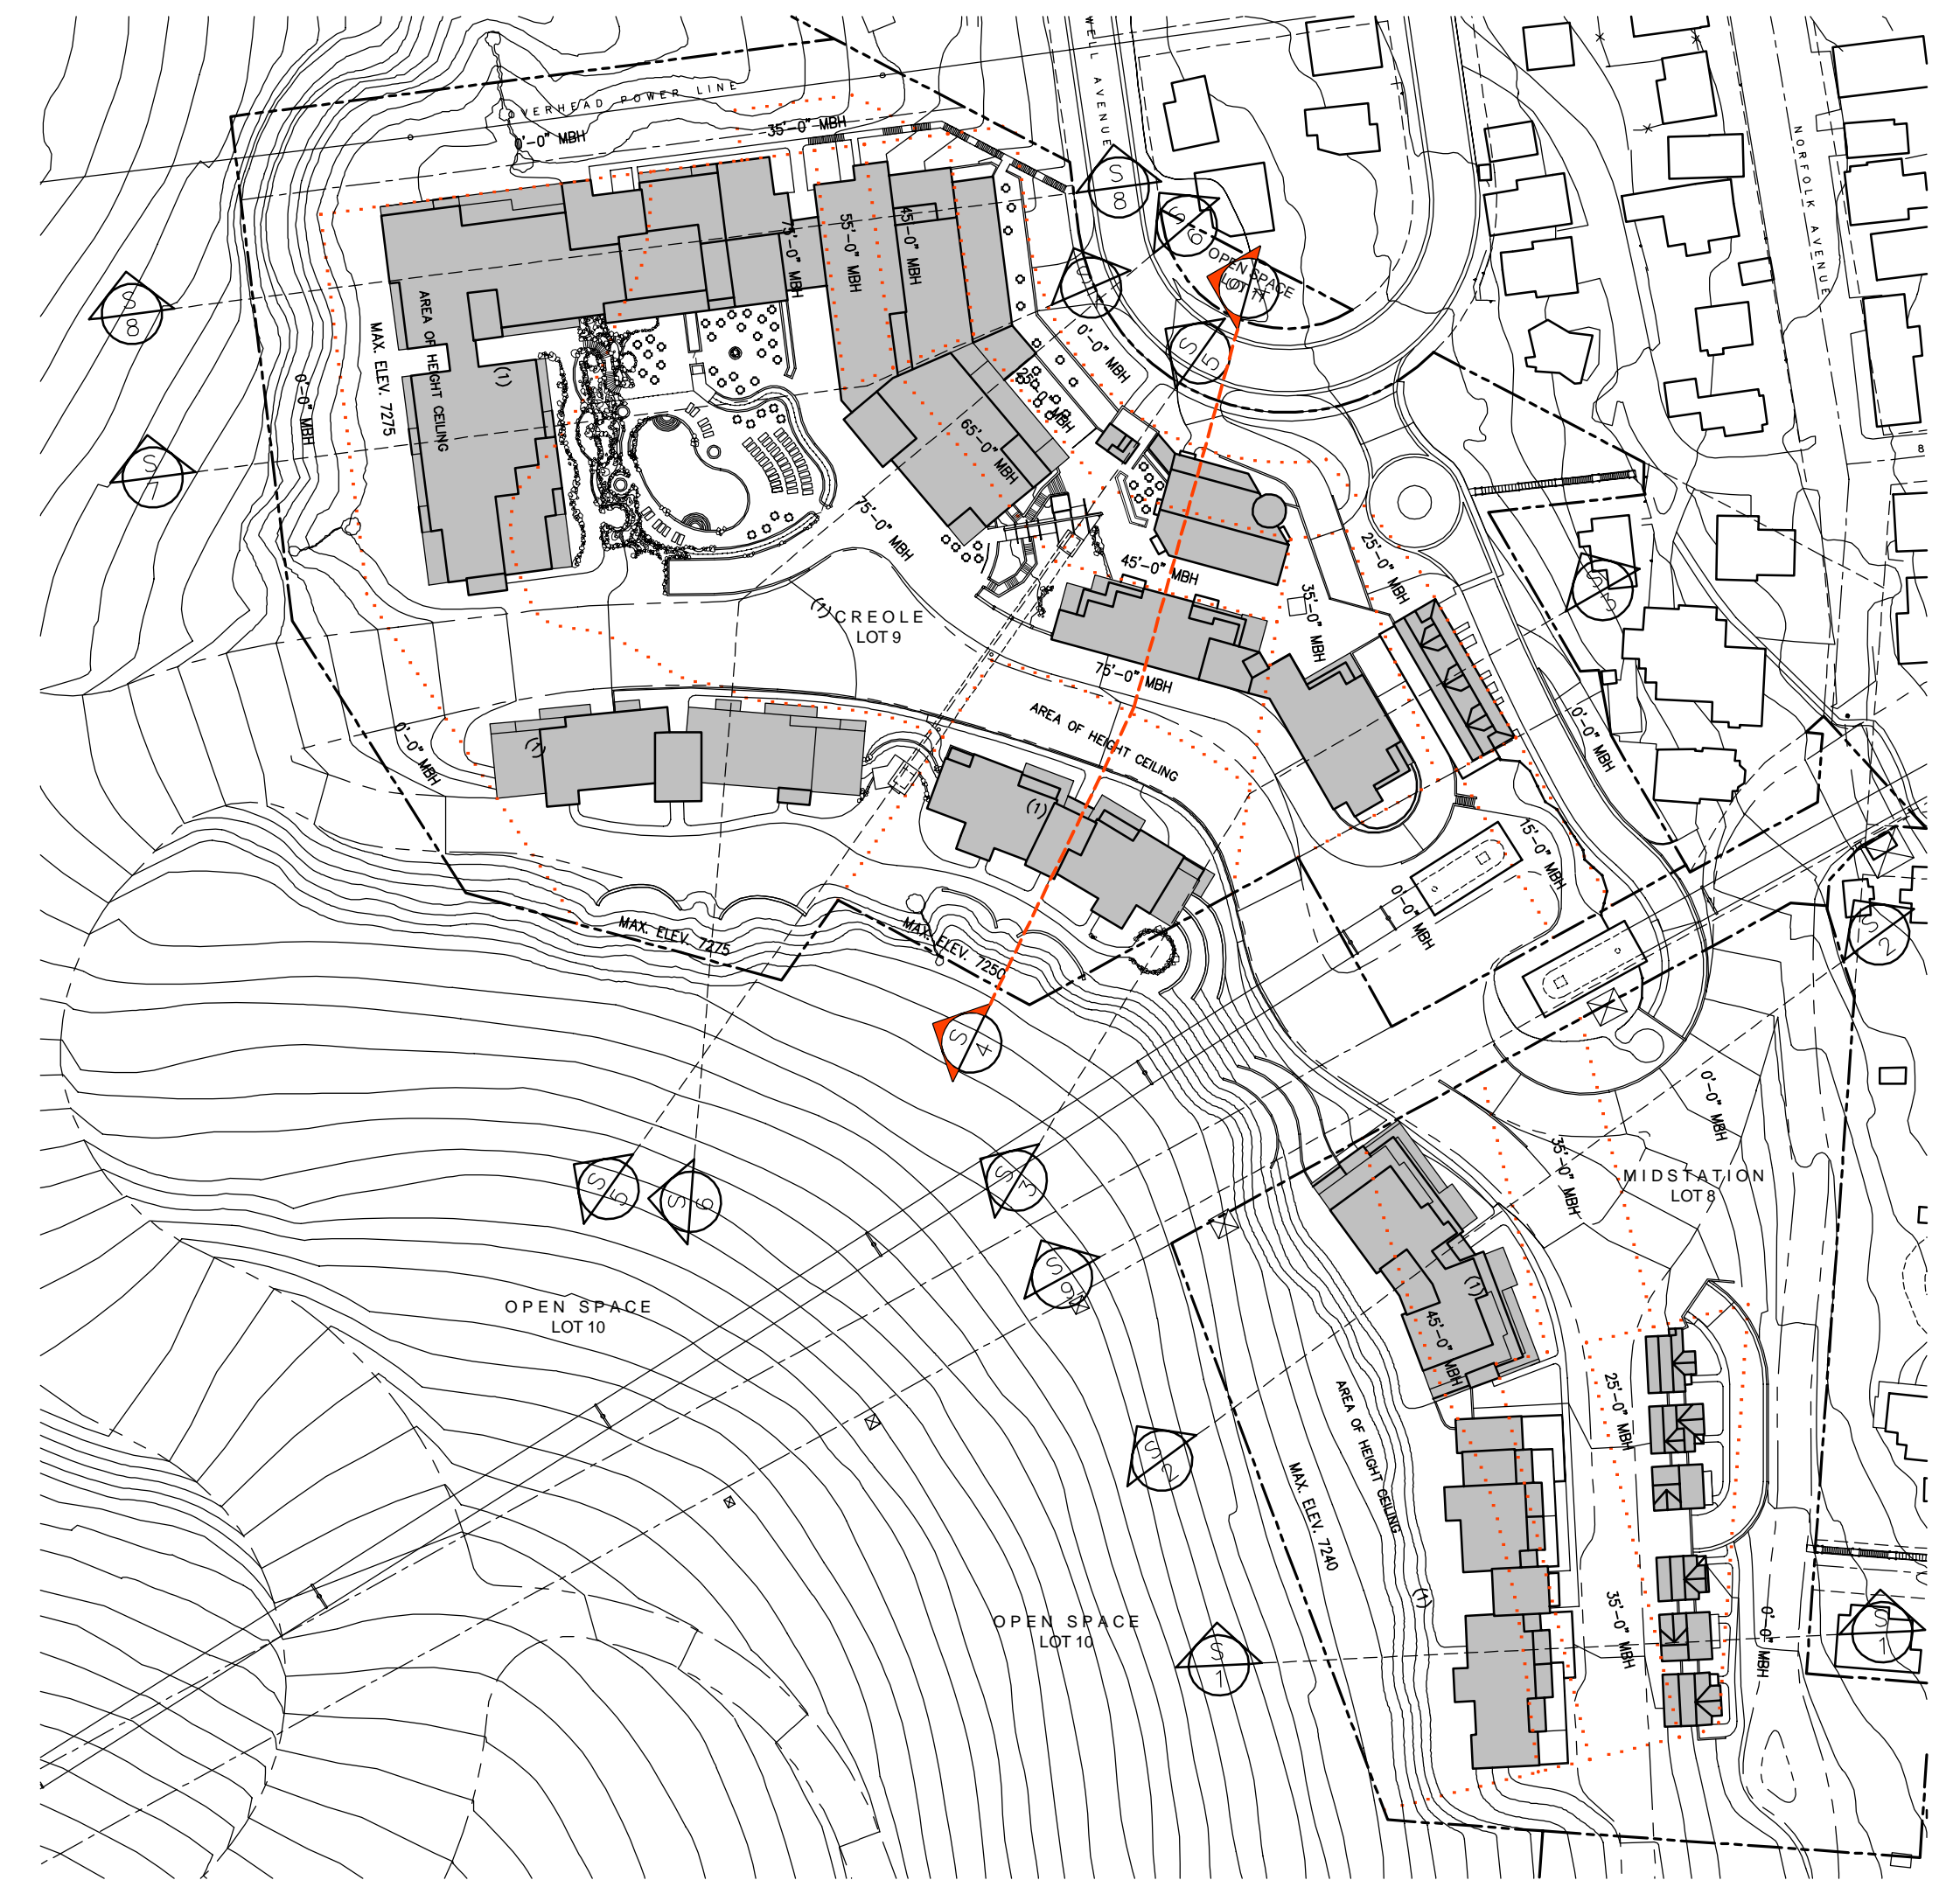 WELL AVENUE
NORFOLK AVENUE
OVERHEAD POWER LINE
0'-0" MBH
35'-0" MBH
S 8
S 6
OPEN SPACE
LOT 11
75'-0" MBH
55'-0" MBH
45'-0" MBH
S 8
MAX. ELEV. 7275
AREA OF HEIGHT CEILING
(1)
0'-0" MBH
0'-0" MBH
S 5
25'-0" MBH
65'-0" MBH
S 7
75'-0" MBH
25'-0" MBH
45'-0" MBH
35'-0" MBH
S 3
(1)
CREOLE
LOT 9
75'-0" MBH
AREA OF HEIGHT CEILING
0'-0" MBH
0'-0" MBH
(1)
(1)
15'-0" MBH
0'-0" MBH
MAX. ELEV. 7275
MAX. ELEV. 7250
S 2
S 4
0'-0" MBH
35'-0" MBH
MIDSTATION
LOT 8
S 5
S 6
S 3
S 9
(1)
OPEN SPACE
LOT 10
45'-0" MBH
25'-0" MBH
AREA OF HEIGHT CEILING
S 2
MAX. ELEV. 7240
(1)
35'-0" MBH
0'-0" MBH
OPEN SPACE
LOT 10
S 1
S 1